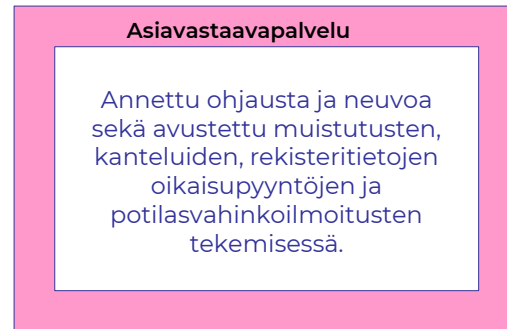 Asiavastaavapalvelu
Annettu ohjausta ja neuvoa
sekä avustettu muistutusten,
kanteluiden, rekisteritietojen
oikaisupyyntöjen ja
potilasvahinkoilmoitusten
tekemisessä.